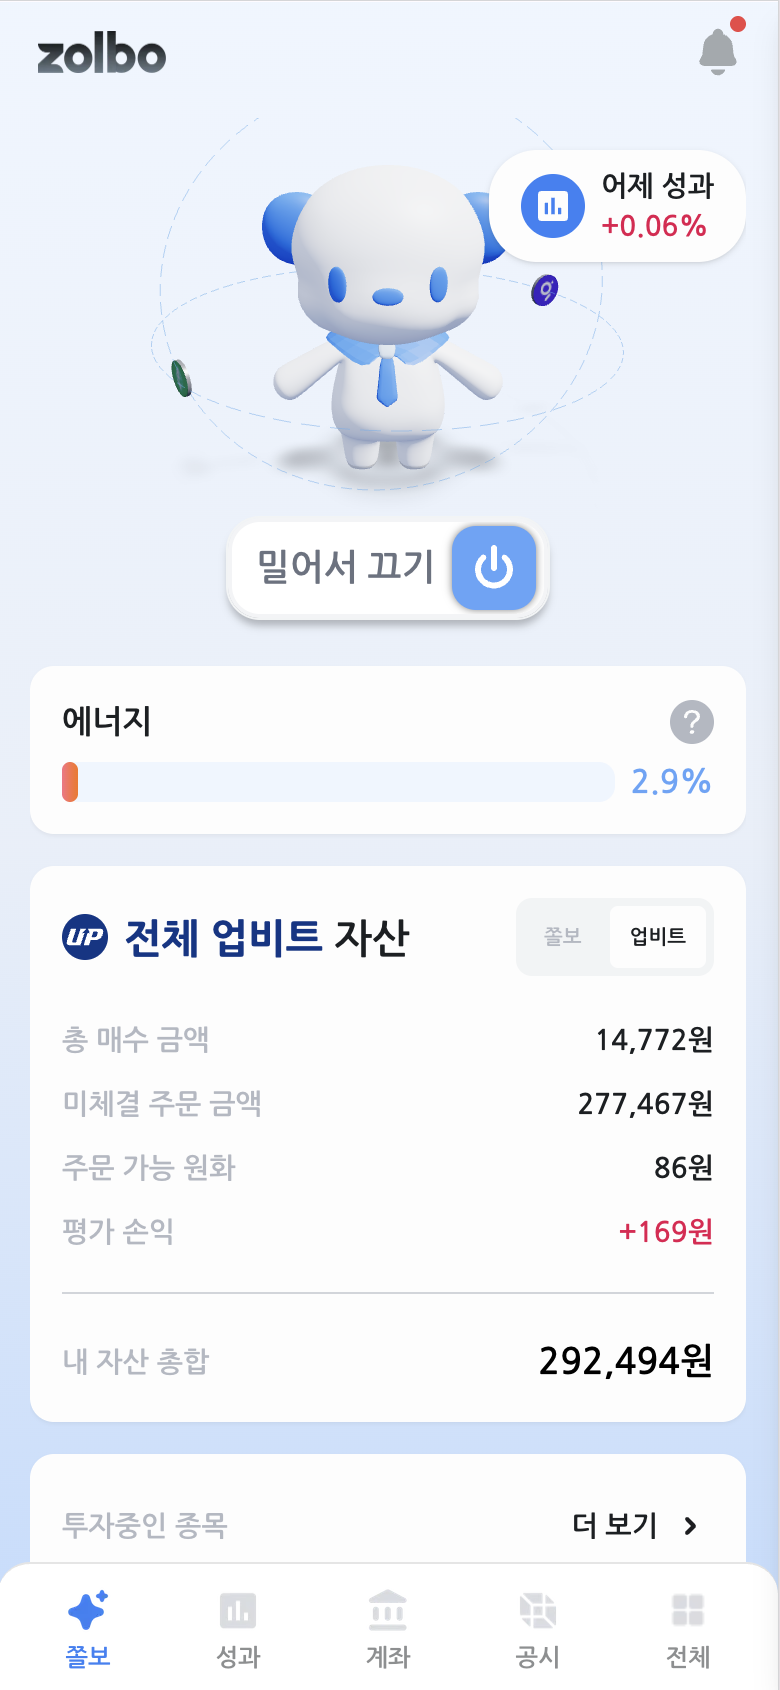 zolbo
어제 성과
+0.06%
밀어서 끄기
에너지
?
2.9%
UP 전체 업비트 자산
쫄보 업비트
총 매수 금액 14,772원
미체결 주문 금액 277,467원
주문 가능 원화 86원
평가 손익 +169원
내 자산 총합 292,494원
투자중인 종목 더 보기
쫄보 성과 계좌 공시 전체